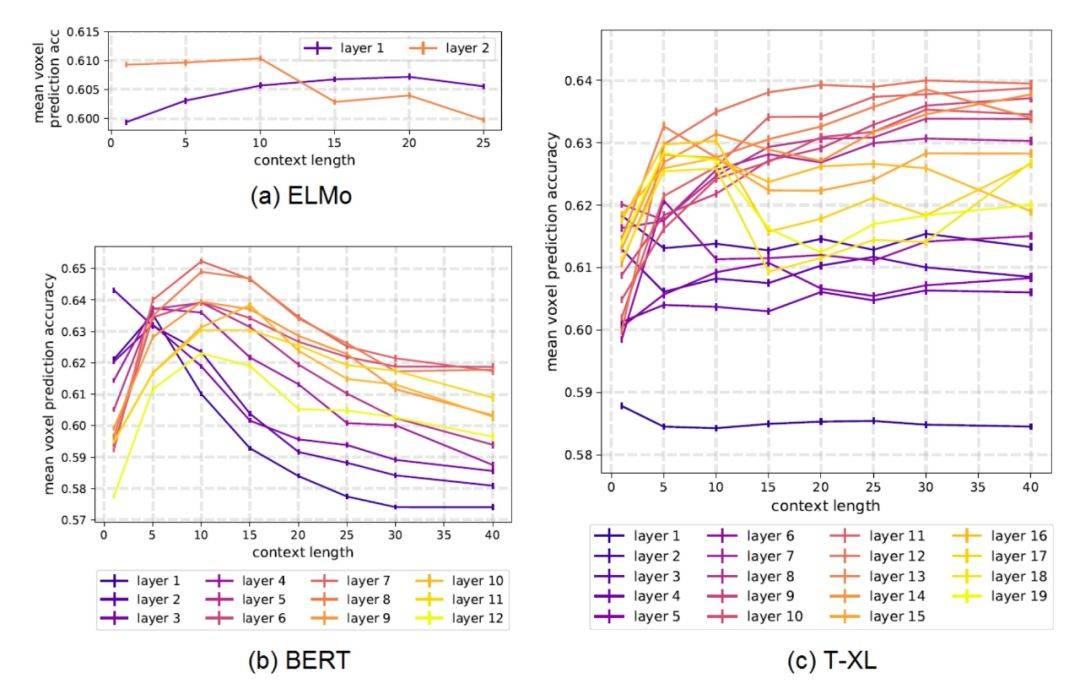 mean voxel
prediction acc
0.615
0.610
0.605
0.600
layer 1 layer 2
0 5 10 15 20 25
context length
(a) ELMo
mean voxel prediction accuracy
0.65
0.64
0.63
0.62
0.61
0.60
0.59
0.58
0.57
0 5 10 15 20 25 30 35 40
context length
layer 1 layer 4 layer 7 layer 10
layer 2 layer 5 layer 8 layer 11
layer 3 layer 6 layer 9 layer 12
(b) BERT
mean voxel prediction accuracy
0.64
0.63
0.62
0.61
0.60
0.59
0.58
0 5 10 15 20 25 30 35 40
context length
layer 1 layer 6 layer 11 layer 16
layer 2 layer 7 layer 12 layer 17
layer 3 layer 8 layer 13 layer 18
layer 4 layer 9 layer 14 layer 19
layer 5 layer 10 layer 15
(c) T-XL